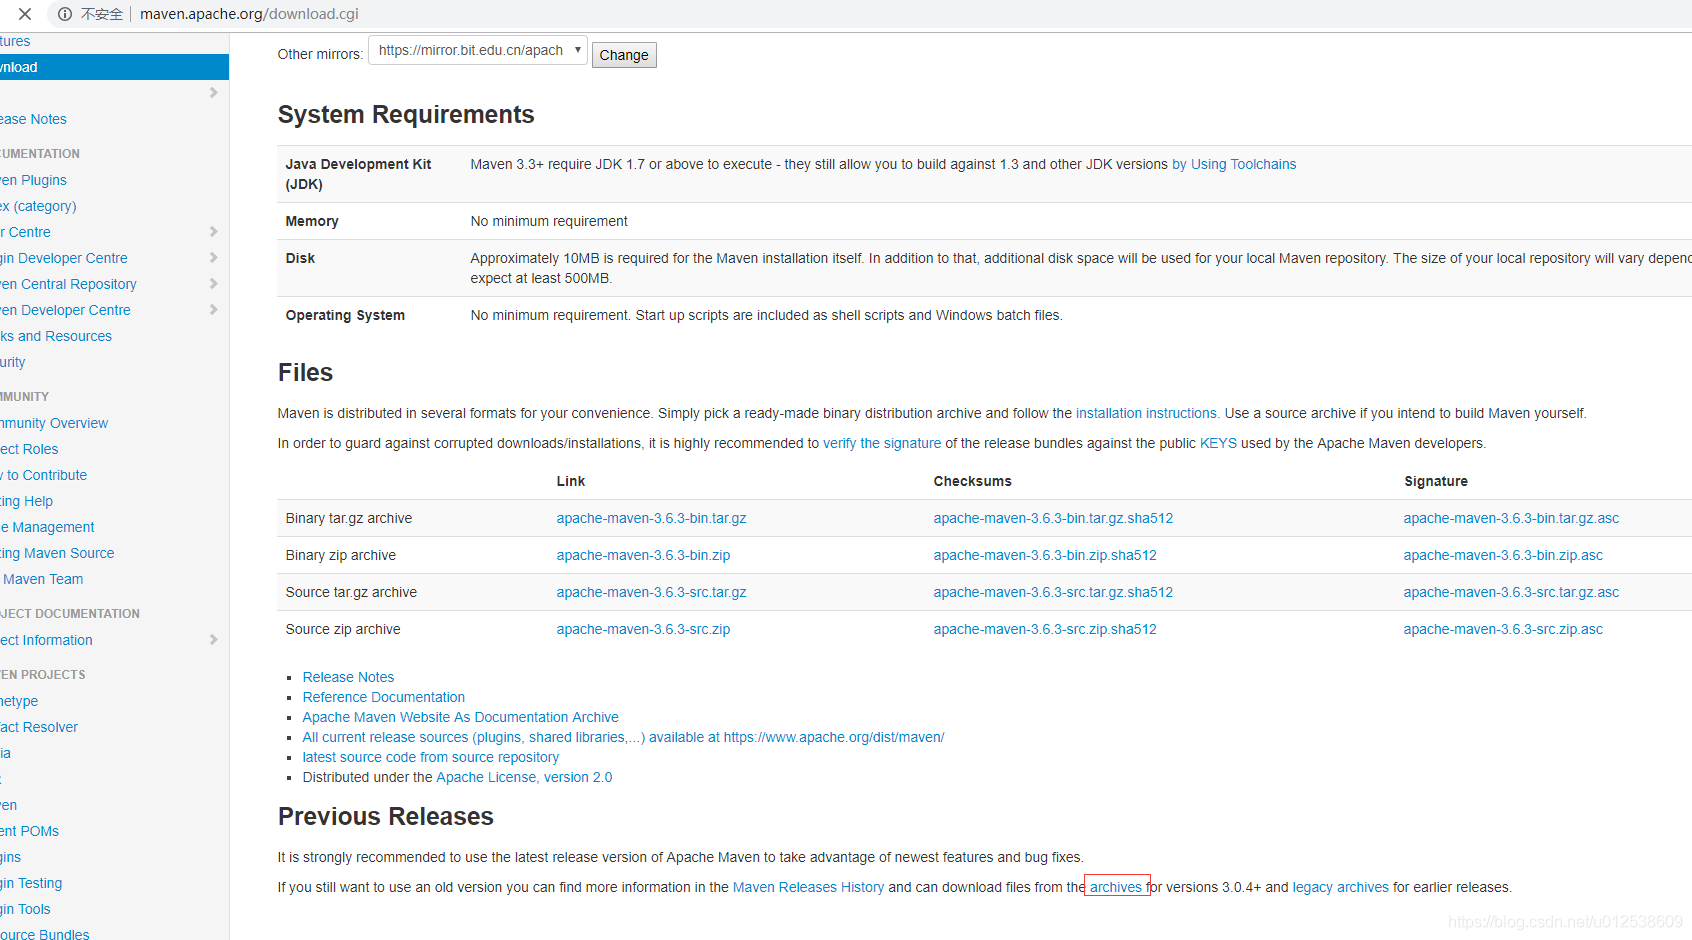 不安全 maven.apache.org/download.cgi
tures
nload
ease Notes
CUMENTATION
en Plugins
ex (category)
r Centre
gin Developer Centre
en Central Repository
en Developer Centre
ks and Resources
urity
MMUNITY
mmunity Overview
ect Roles
to Contribute
ting Help
e Management
ting Maven Source
Maven Team
JECT DOCUMENTATION
ect Information
EN PROJECTS
hetype
fact Resolver
ia
en
ent POMs
gins
gin Testing
gin Tools
ource Bundles
Other mirrors: https://mirror.bit.edu.cn/apach Change
System Requirements
Java Development Kit Maven 3.3+ require JDK 1.7 or above to execute - they still allow you to build against 1.3 and other JDK versions by Using Toolchains
(JDK)
Memory No minimum requirement
Disk Approximately 10MB is required for the Maven installation itself. In addition to that, additional disk space will be used for your local Maven repository. The size of your local repository will vary depend
expect at least 500MB.
Operating System No minimum requirement. Start up scripts are included as shell scripts and Windows batch files.
Files
Maven is distributed in several formats for your convenience. Simply pick a ready-made binary distribution archive and follow the installation instructions. Use a source archive if you intend to build Maven yourself.
In order to guard against corrupted downloads/installations, it is highly recommended to verify the signature of the release bundles against the public KEYS used by the Apache Maven developers.
Link Checksums Signature
Binary tar.gz archive apache-maven-3.6.3-bin.tar.gz apache-maven-3.6.3-bin.tar.gz.sha512 apache-maven-3.6.3-bin.tar.gz.asc
Binary zip archive apache-maven-3.6.3-bin.zip apache-maven-3.6.3-bin.zip.sha512 apache-maven-3.6.3-bin.zip.asc
Source tar.gz archive apache-maven-3.6.3-src.tar.gz apache-maven-3.6.3-src.tar.gz.sha512 apache-maven-3.6.3-src.tar.gz.asc
Source zip archive apache-maven-3.6.3-src.zip apache-maven-3.6.3-src.zip.sha512 apache-maven-3.6.3-src.zip.asc
Release Notes
Reference Documentation
Apache Maven Website As Documentation Archive
All current release sources (plugins, shared libraries,...) available at https://www.apache.org/dist/maven/
latest source code from source repository
Distributed under the Apache License, version 2.0
Previous Releases
It is strongly recommended to use the latest release version of Apache Maven to take advantage of newest features and bug fixes.
If you still want to use an old version you can find more information in the Maven Releases History and can download files from the archives for versions 3.0.4+ and legacy archives for earlier releases.
https://blog.csdn.net/u012538609